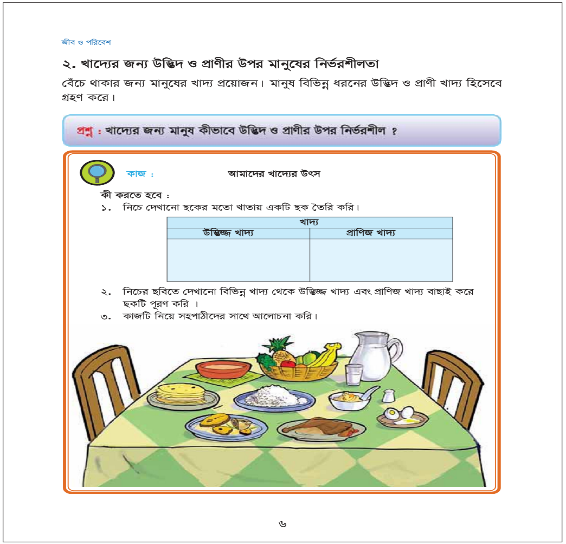 জীব ও পরিবেশ
২. খাদ্যের জন্য উদ্ভিদ ও প্রাণীর উপর মানুষের নির্ভরশীলতা
বেঁচে থাকার জন্য মানুষের খাদ্য প্রয়োজন। মানুষ বিভিন্ন ধরনের উদ্ভিদ ও প্রাণী খাদ্য হিসেবে
গ্রহণ করে।
প্রশ্ন : খাদ্যের জন্য মানুষ কীভাবে উদ্ভিদ ও প্রাণীর উপর নির্ভরশীল ?
কাজ : আমাদের খাদ্যের উৎস
কী করতে হবে :
১. নিচে দেখানো ছকের মতো খাতায় একটি ছক তৈরি করি।
খাদ্য
উদ্ভিজ্জ খাদ্য প্রাণিজ খাদ্য
২. নিচের ছবিতে দেখানো বিভিন্ন খাদ্য থেকে উদ্ভিজ্জ খাদ্য এবং প্রাণিজ খাদ্য বাছাই করে
ছকটি পূরণ করি ।
৩. কাজটি নিয়ে সহপাঠীদের সাথে আলোচনা করি।
৬